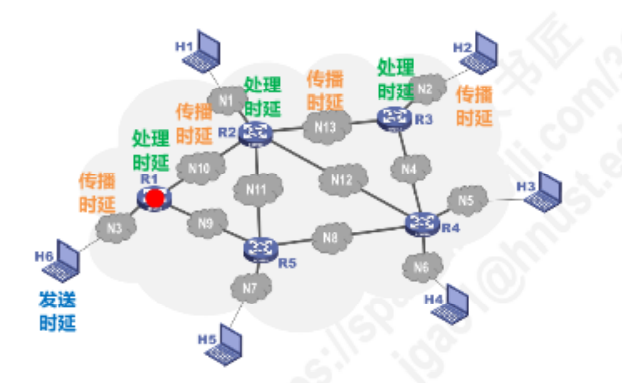 H1
H2
处理
时延
传播
时延
处理
时延
N1
N2
传播
时延
传播
时延
R2
N13
R3
处理
时延
N10
传播
时延
R1
N11
N12
N4
H3
N5
N3
N9
R4
H6
N8
R5
N6
发送
时延
N7
H4
H5